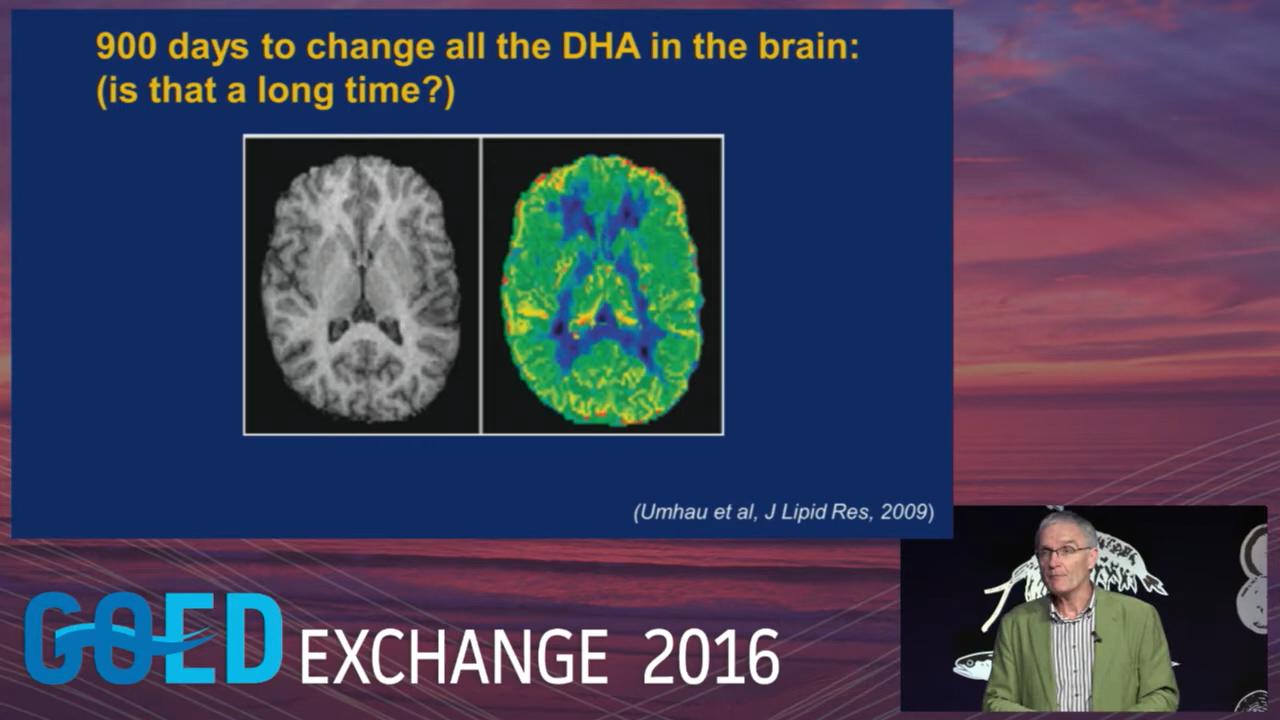 900 days to change all the DHA in the brain:
(is that a long time?)
(Umhau et al, J Lipid Res, 2009)
GOED EXCHANGE 2016